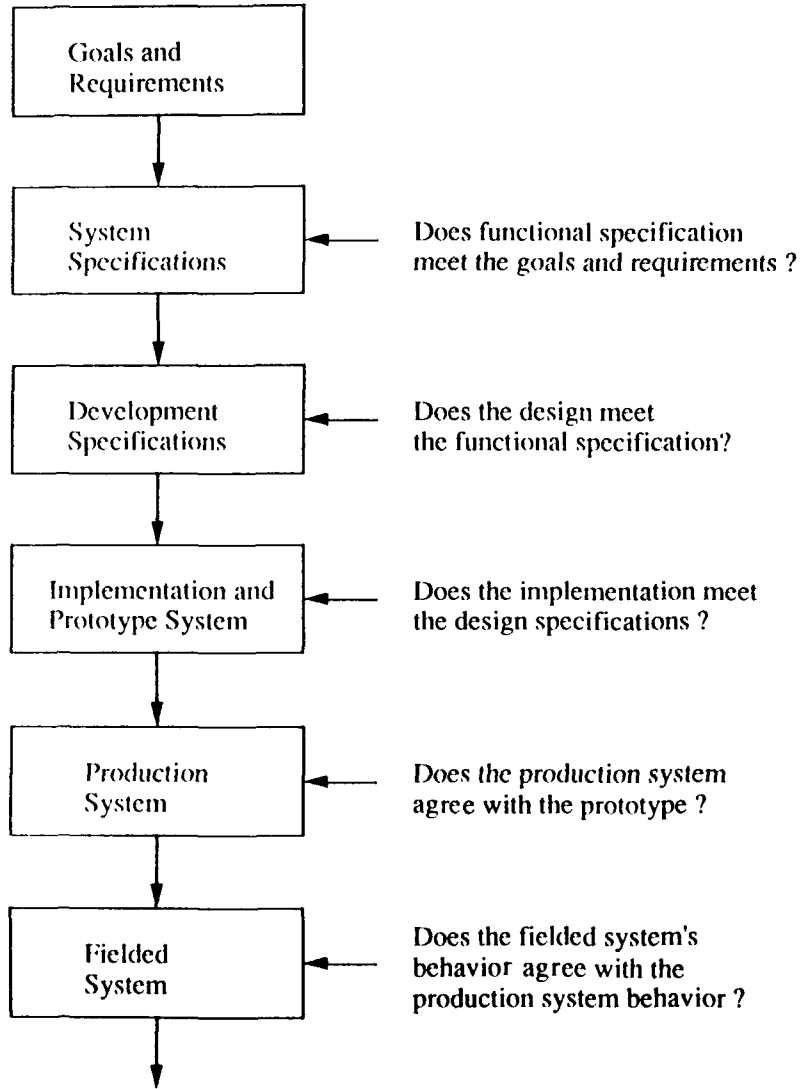 Goals and
Requirements
System
Specifications
Does functional specification
meet the goals and requirements ?
Development
Specifications
Does the design meet
the functional specification?
Implementation and
Prototype System
Does the implementation meet
the design specifications ?
Production
System
Does the production system
agree with the prototype ?
Fielded
System
Does the fielded system's
behavior agree with the
production system behavior ?